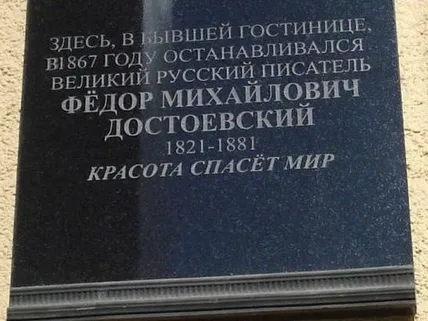 ЗДЕСЬ, В БЫВШЕЙ ГОСТИНИЦЕ,
В1867 ГОДУ ОСТАНАВЛИВАЛСЯ
ВЕЛИКИЙ РУССКИЙ ПИСАТЕЛЬ
ФЁДОР МИХАЙЛОВИЧ
ДОСТОЕВСКИЙ
1821-1881
КРАСОТА СПАСЁТ МИР